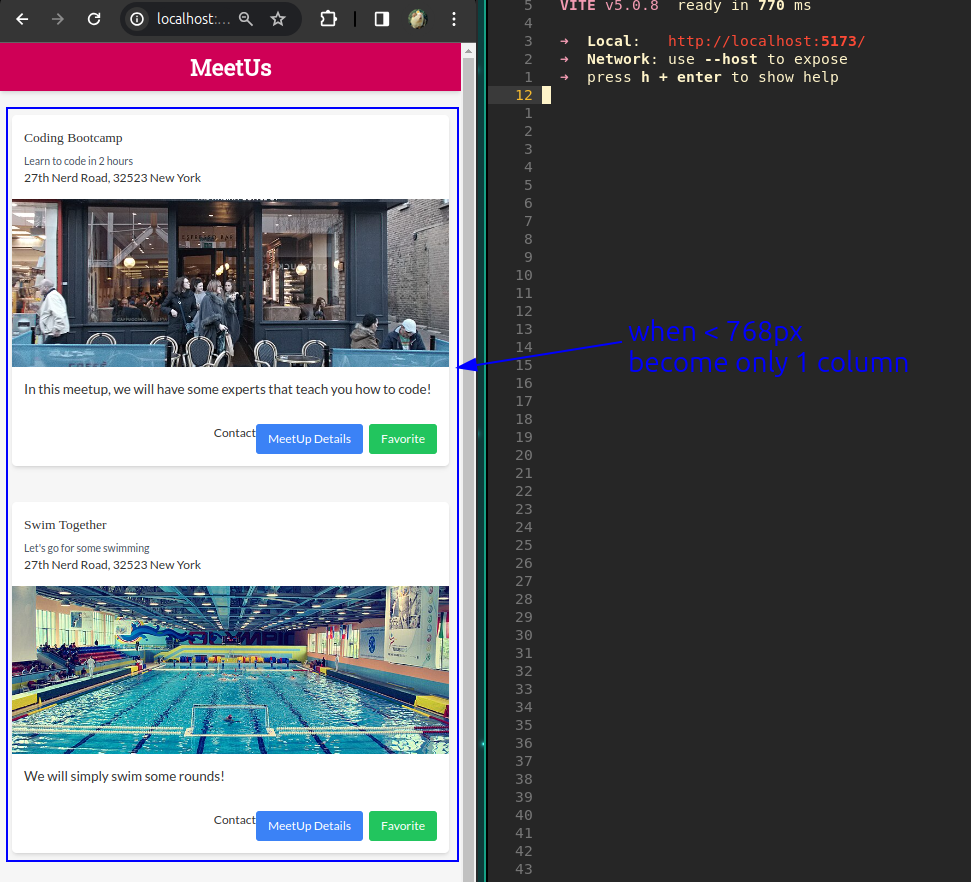 localhost:...
MeetUs
Coding Bootcamp
Learn to code in 2 hours
27th Nerd Road, 32523 New York
In this meetup, we will have some experts that teach you how to code!
Contact MeetUp Details Favorite
Swim Together
Let's go for some swimming
27th Nerd Road, 32523 New York
We will simply swim some rounds!
Contact MeetUp Details Favorite
5 VITE v5.0.8 ready in 770 ms
4
3 ➜ Local: http://localhost:5173/
2 ➜ Network: use --host to expose
1 ➜ press h + enter to show help
12
1
2
3
4
5
6
7
8
9
10
11
12
13
14
15
16
17
18
19
20
21
22
23
24
25
26
27
28
29
30
31
32
33
34
35
36
37
38
39
40
41
42
43
when < 768px
become only 1 column